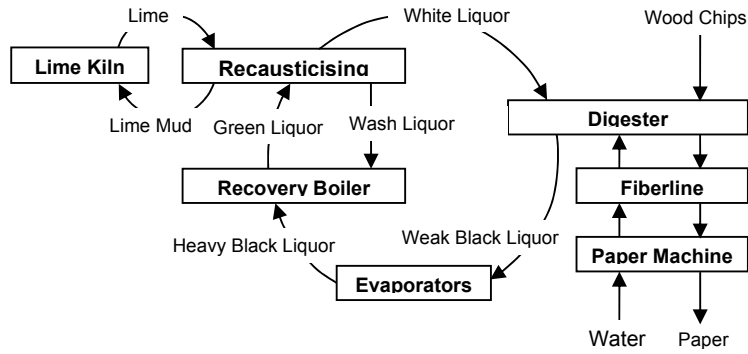 Lime
White Liquor
Wood Chips
Lime Kiln
Recausticising
Lime Mud
Green Liquor
Wash Liquor
Digester
Recovery Boiler
Fiberline
Heavy Black Liquor
Weak Black Liquor
Paper Machine
Evaporators
Water
Paper